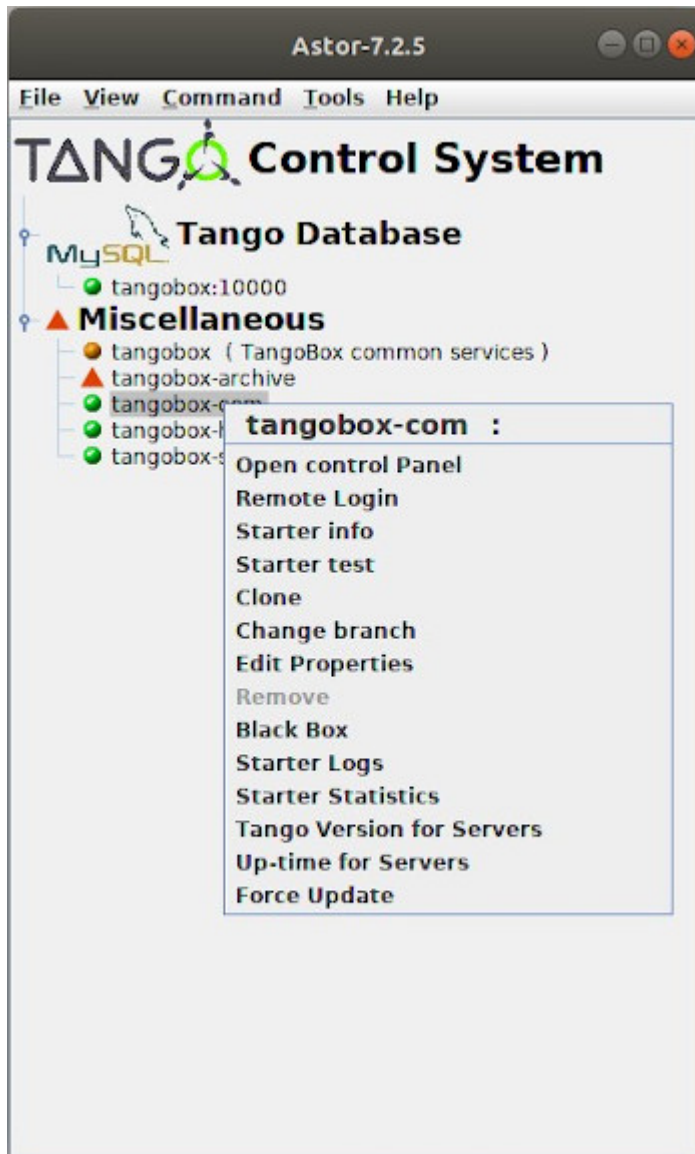 Astor-7.2.5
File View Command Tools Help
TANGO Control System
MySQL Tango Database
tangobox:10000
Miscellaneous
tangobox ( TangoBox common services )
tangobox-archive
tangobox-com
tangobox-h
tangobox-s
tangobox-com :
Open control Panel
Remote Login
Starter info
Starter test
Clone
Change branch
Edit Properties
Remove
Black Box
Starter Logs
Starter Statistics
Tango Version for Servers
Up-time for Servers
Force Update